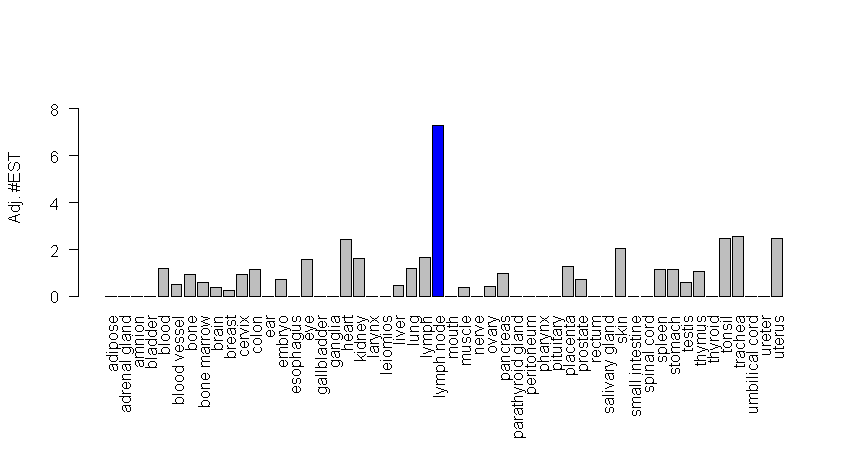 Adj. #EST
8
6
4
2
0
adipose
adrenal gland
amnion
bladder
blood
blood vessel
bone
bone marrow
brain
breast
cervix
colon
ear
embryo
esophagus
eye
gallbladder
ganglia
heart
kidney
larynx
leiomios
liver
lung
lymph
lymph node
mouth
muscle
nerve
ovary
pancreas
parathyroid gland
peritoneum
pharynx
pituitary
placenta
prostate
rectum
salivary gland
skin
small intestine
spinal cord
spleen
stomach
testis
thymus
thyroid
tonsil
trachea
umbilical cord
ureter
uterus